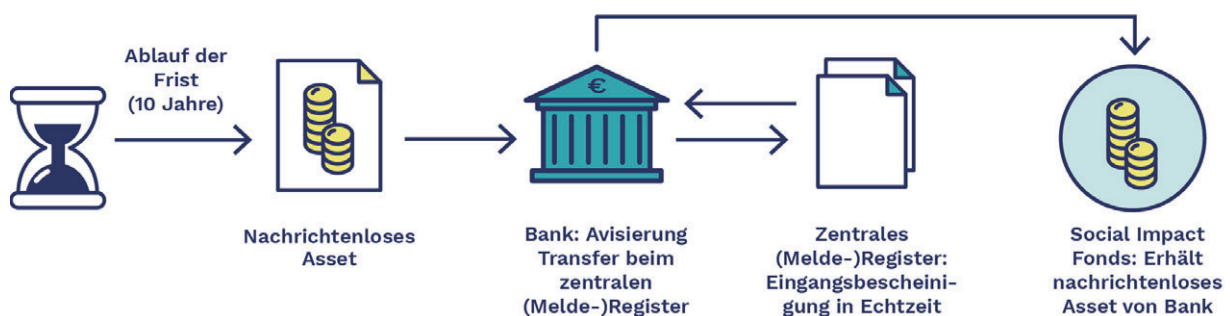 Ablauf der
Frist
(10 Jahre)
€
Nachrichtenloses
Asset
Bank: Avisierung
Transfer beim
zentralen
(Melde-)Register
Zentrales
(Melde-)Register:
Eingangsbescheini-
gung in Echtzeit
Social Impact
Fonds: Erhält
nachrichtenloses
Asset von Bank